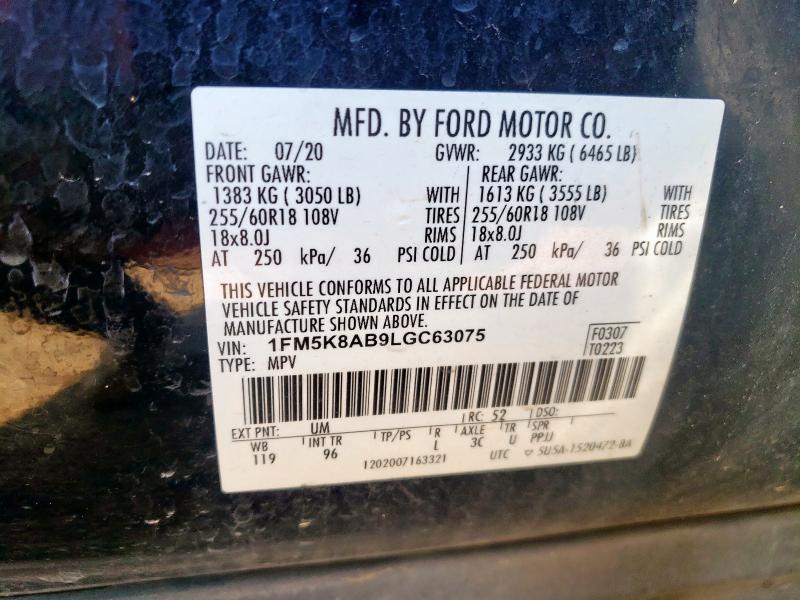 MFD. BY FORD MOTOR CO.
DATE: 07/20 GVWR: 2933 KG ( 6465 LB)
FRONT GAWR: REAR GAWR:
1383 KG ( 3050 LB) WITH 1613 KG ( 3555 LB) WITH
255/60R18 108V TIRES 255/60R18 108V TIRES
18x8.0J RIMS 18x8.0J RIMS
AT 250 kPa/ 36 PSI COLD AT 250 kPa/ 36 PSI COLD
THIS VEHICLE CONFORMS TO ALL APPLICABLE FEDERAL MOTOR
VEHICLE SAFETY STANDARDS IN EFFECT ON THE DATE OF
MANUFACTURE SHOWN ABOVE.
VIN: 1FM5K8AB9LGC63075 F0307
TYPE: MPV T0223
EXT PNT: UM RC: 52 DSO:
WB INT TR TP/PS R AXLE TR SPR
119 96 L 3C U PPJJ
1202007163321 UTC ▽ 5U5A-1520472-BA